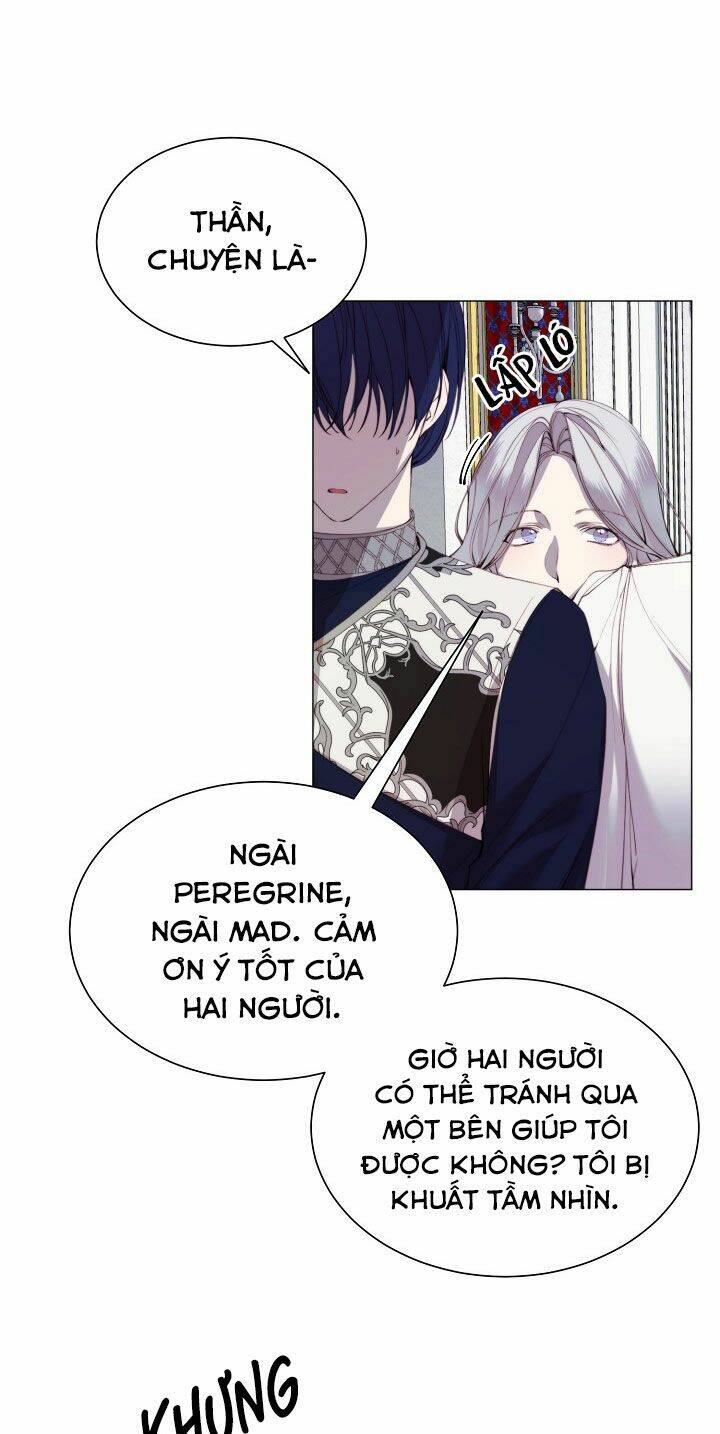 THẦN,
CHUYỆN LÀ-
LẤP LÓ
NGÀI
PEREGRINE,
NGÀI MAD. CẢM
ƠN Ý TỐT CỦA
HAI NGƯỜI.
GIỜ HAI NGƯỜI
CÓ THỂ TRÁNH QUA
MỘT BÊN GIÚP TÔI
ĐƯỢC KHÔNG? TÔI BỊ
KHUẤT TẦM NHÌN.
KHỰNG